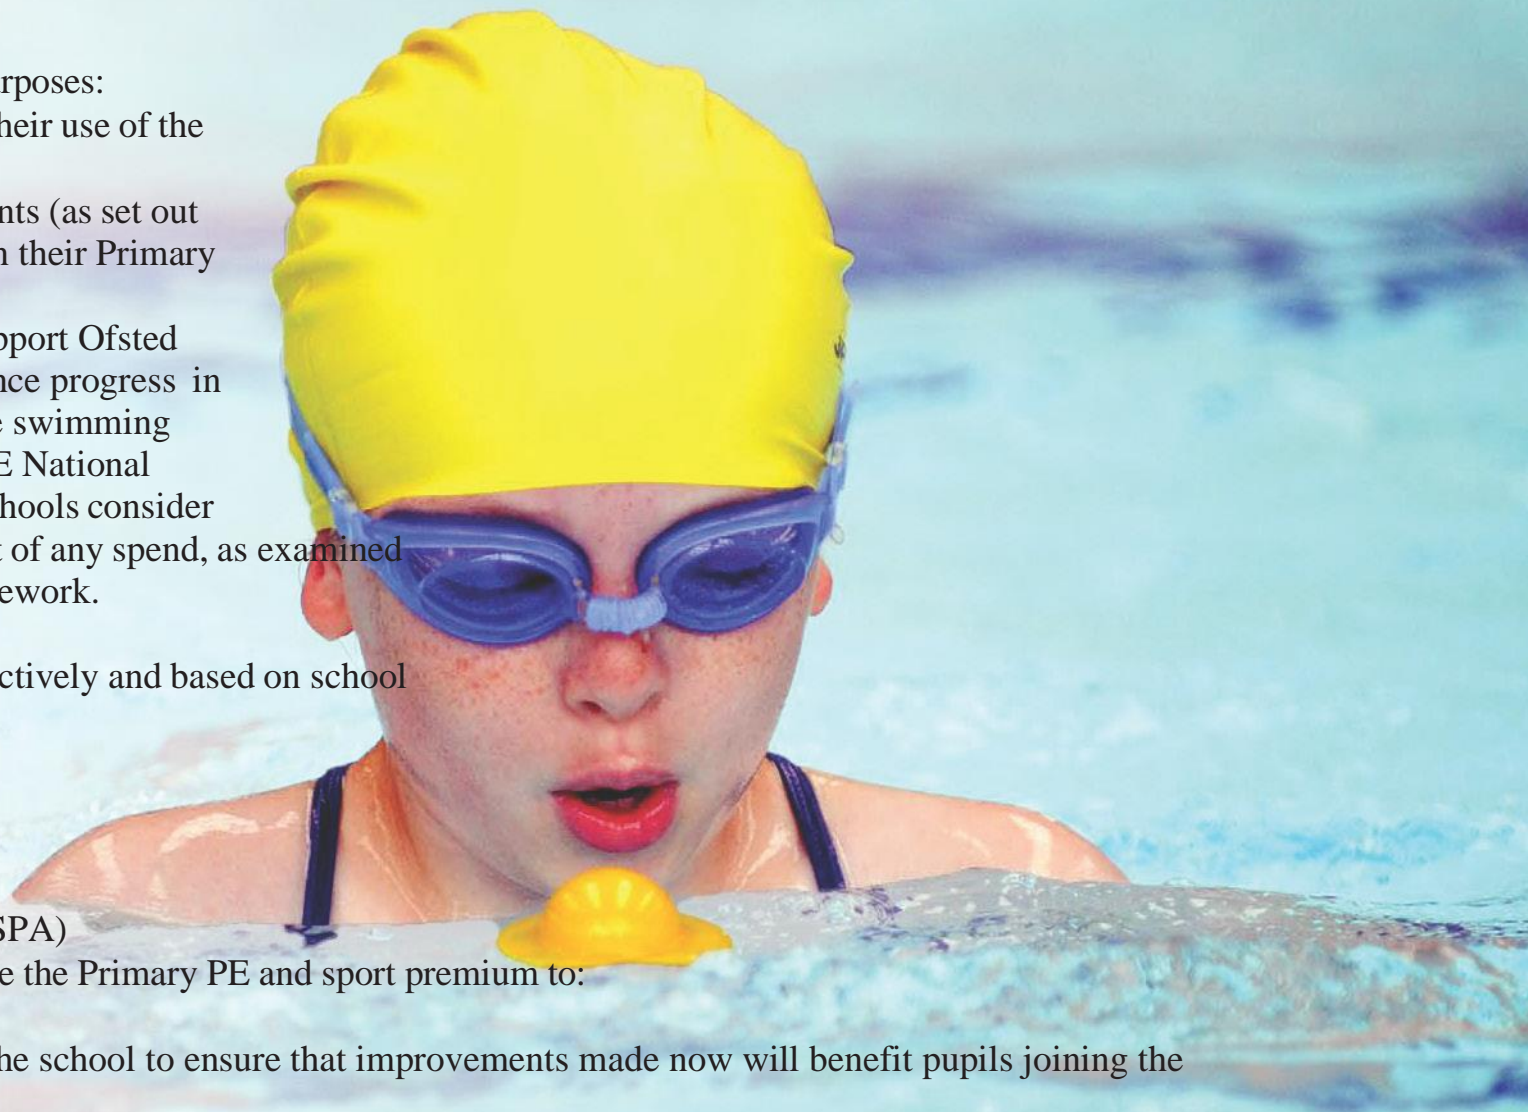 rposes:
heir use of the
nts (as set out
n their Primary
pport Ofsted
nce progress in
e swimming
E National
hools consider
t of any spend, as examined
ework.
ctively and based on school
SPA)
e the Primary PE and sport premium to:
he school to ensure that improvements made now will benefit pupils joining the